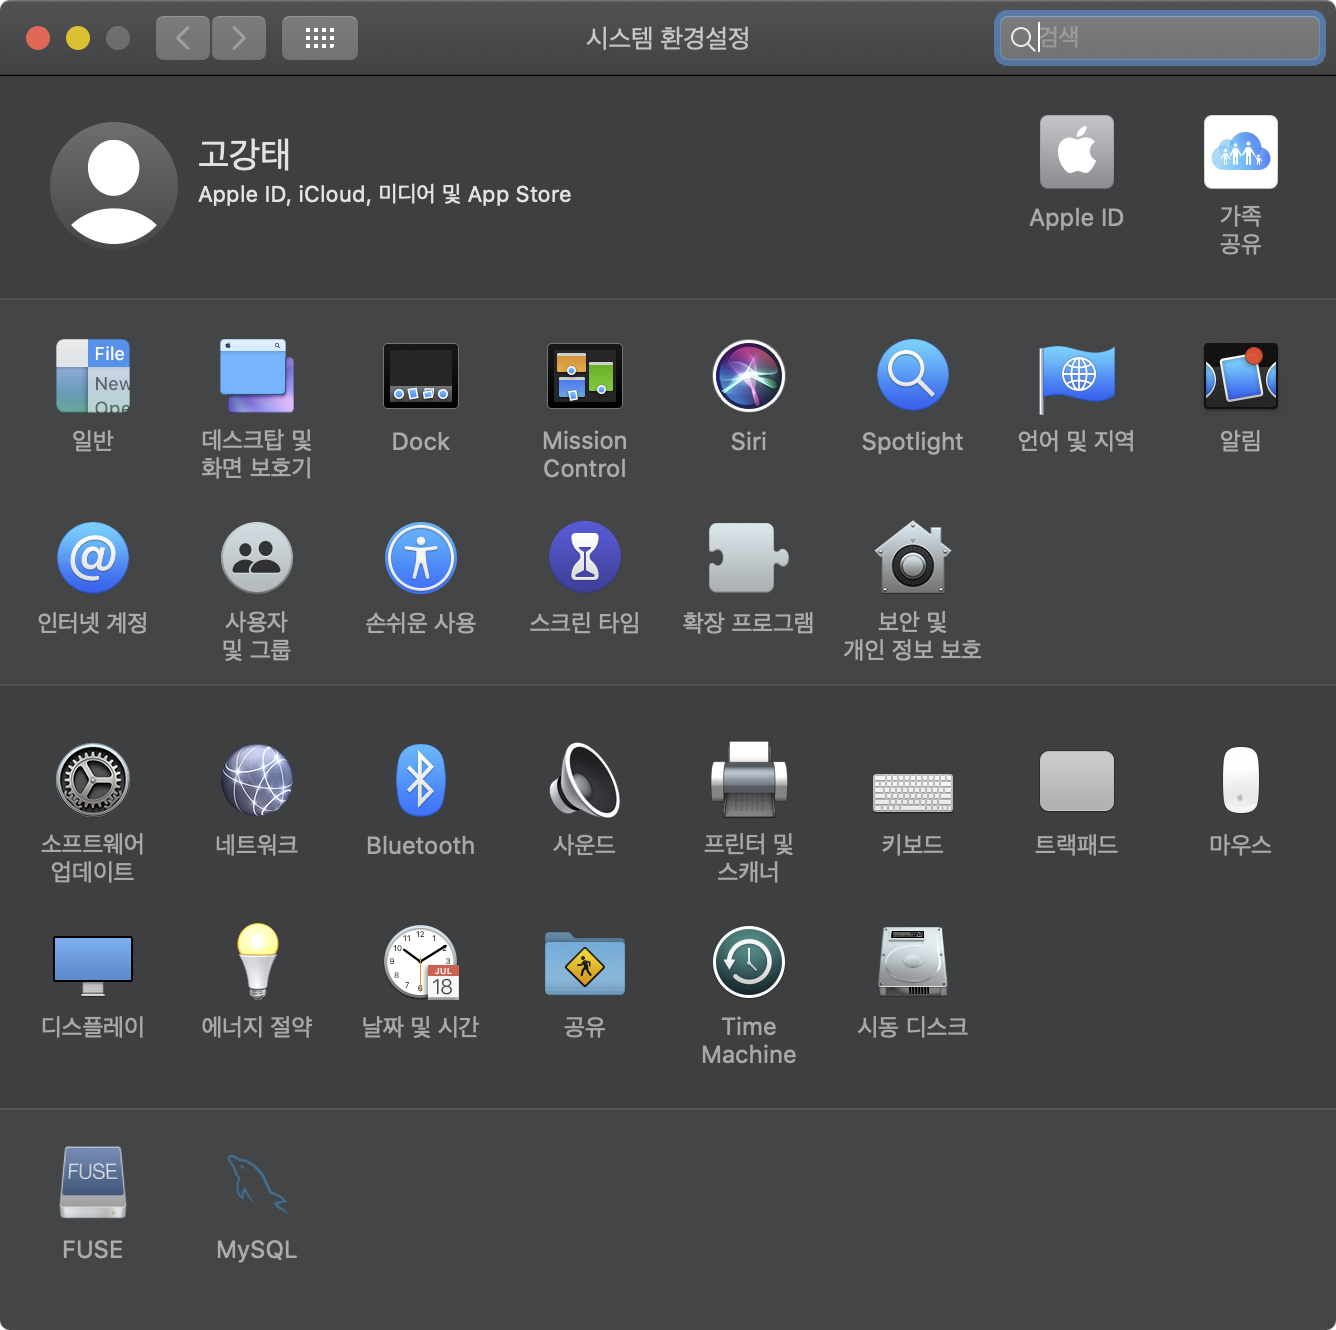 시스템 환경설정
검색
고강태
Apple ID, iCloud, 미디어 및 App Store
Apple ID
가족
공유
File
New
Ope
일반
데스크탑 및
화면 보호기
Dock
Mission
Control
Siri
Spotlight
언어 및 지역
알림
인터넷 계정
사용자
및 그룹
손쉬운 사용
스크린 타임
확장 프로그램
보안 및
개인 정보 보호
소프트웨어
업데이트
네트워크
Bluetooth
사운드
프린터 및
스캐너
키보드
트랙패드
마우스
디스플레이
에너지 절약
JUL
18
날짜 및 시간
공유
Time
Machine
시동 디스크
FUSE
FUSE
MySQL